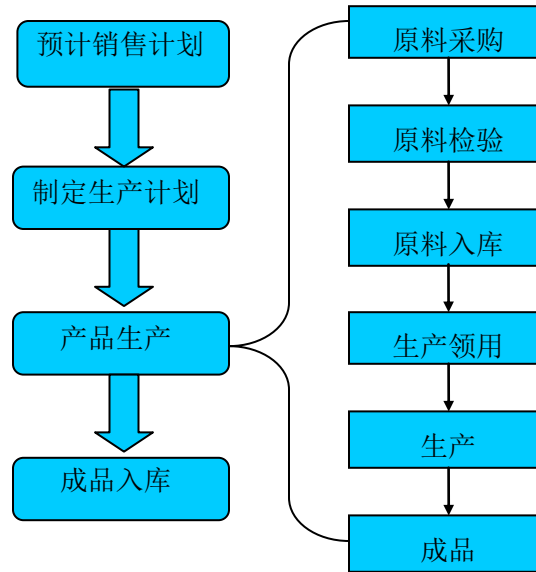 预计销售计划
制定生产计划
产品生产
成品入库
原料采购
原料检验
原料入库
生产领用
生产
成品